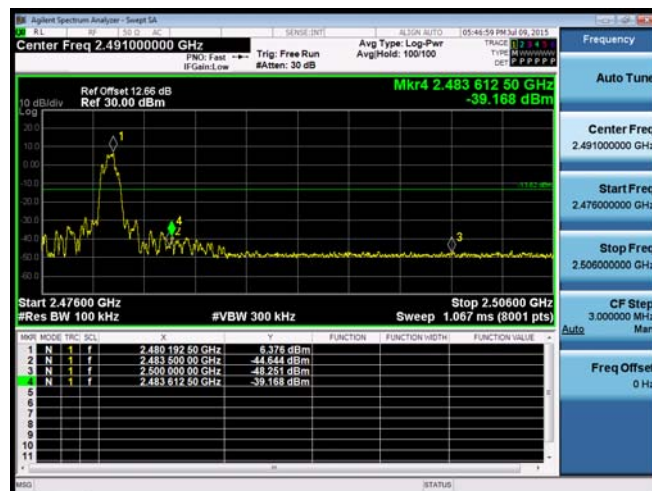 Agilent Spectrum Analyzer - Swept SA
RL RF 50 Ω AC SENSE:INT ALIGN AUTO 05:46:59 PM Jul 09, 2015
Center Freq 2.491000000 GHz
PNO: Fast
IFGain:Low
Trig: Free Run
#Atten: 30 dB
Avg Type: Log-Pwr
Avg|Hold: 100/100
TRACE 1 2 3 4 5 6
TYPE M WWWWW
DET P P P P P P
Ref Offset 12.66 dB
10 dB/div Ref 30.00 dBm
Log
Mkr4 2.483 612 50 GHz
-39.168 dBm
20.0
10.0
0.00
-10.0
-20.0
-30.0
-40.0
-50.0
-60.0
1
4
2
3
Start 2.47600 GHz Stop 2.50600 GHz
#Res BW 100 kHz #VBW 300 kHz Sweep 1.067 ms (8001 pts)
MKR MODE TRC SCL X Y FUNCTION FUNCTION WIDTH FUNCTION VALUE
1 N 1 f 2.480 192 50 GHz 6.376 dBm
2 N 1 f 2.483 500 00 GHz -44.644 dBm
3 N 1 f 2.500 000 00 GHz -48.251 dBm
4 N 1 f 2.483 612 50 GHz -39.168 dBm
5
6
7
8
9
10
11
MSG STATUS
Frequency
Auto Tune
Center Freq
2.491000000 GHz
Start Freq
2.476000000 GHz
Stop Freq
2.506000000 GHz
CF Step
3.000000 MHz
Auto Man
Freq Offset
0 Hz